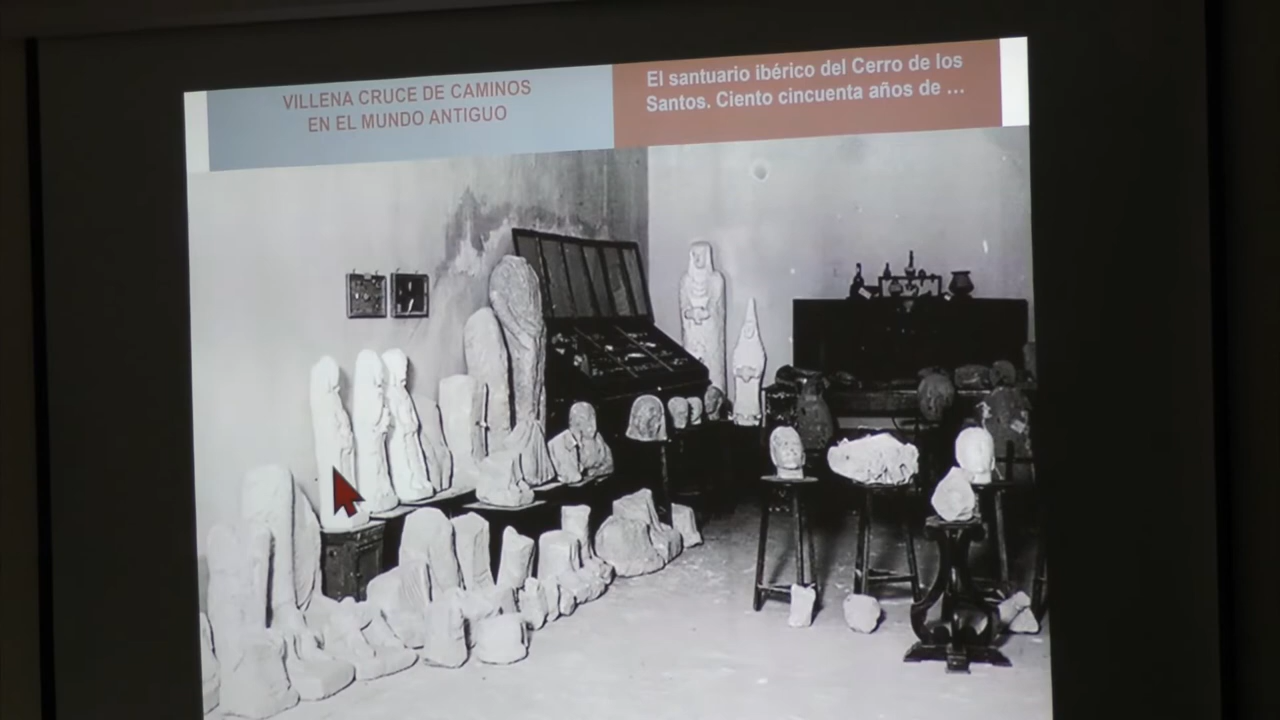 VILLENA CRUCE DE CAMINOS
EN EL MUNDO ANTIGUO
El santuario ibérico del Cerro de los
Santos. Ciento cincuenta años de ...